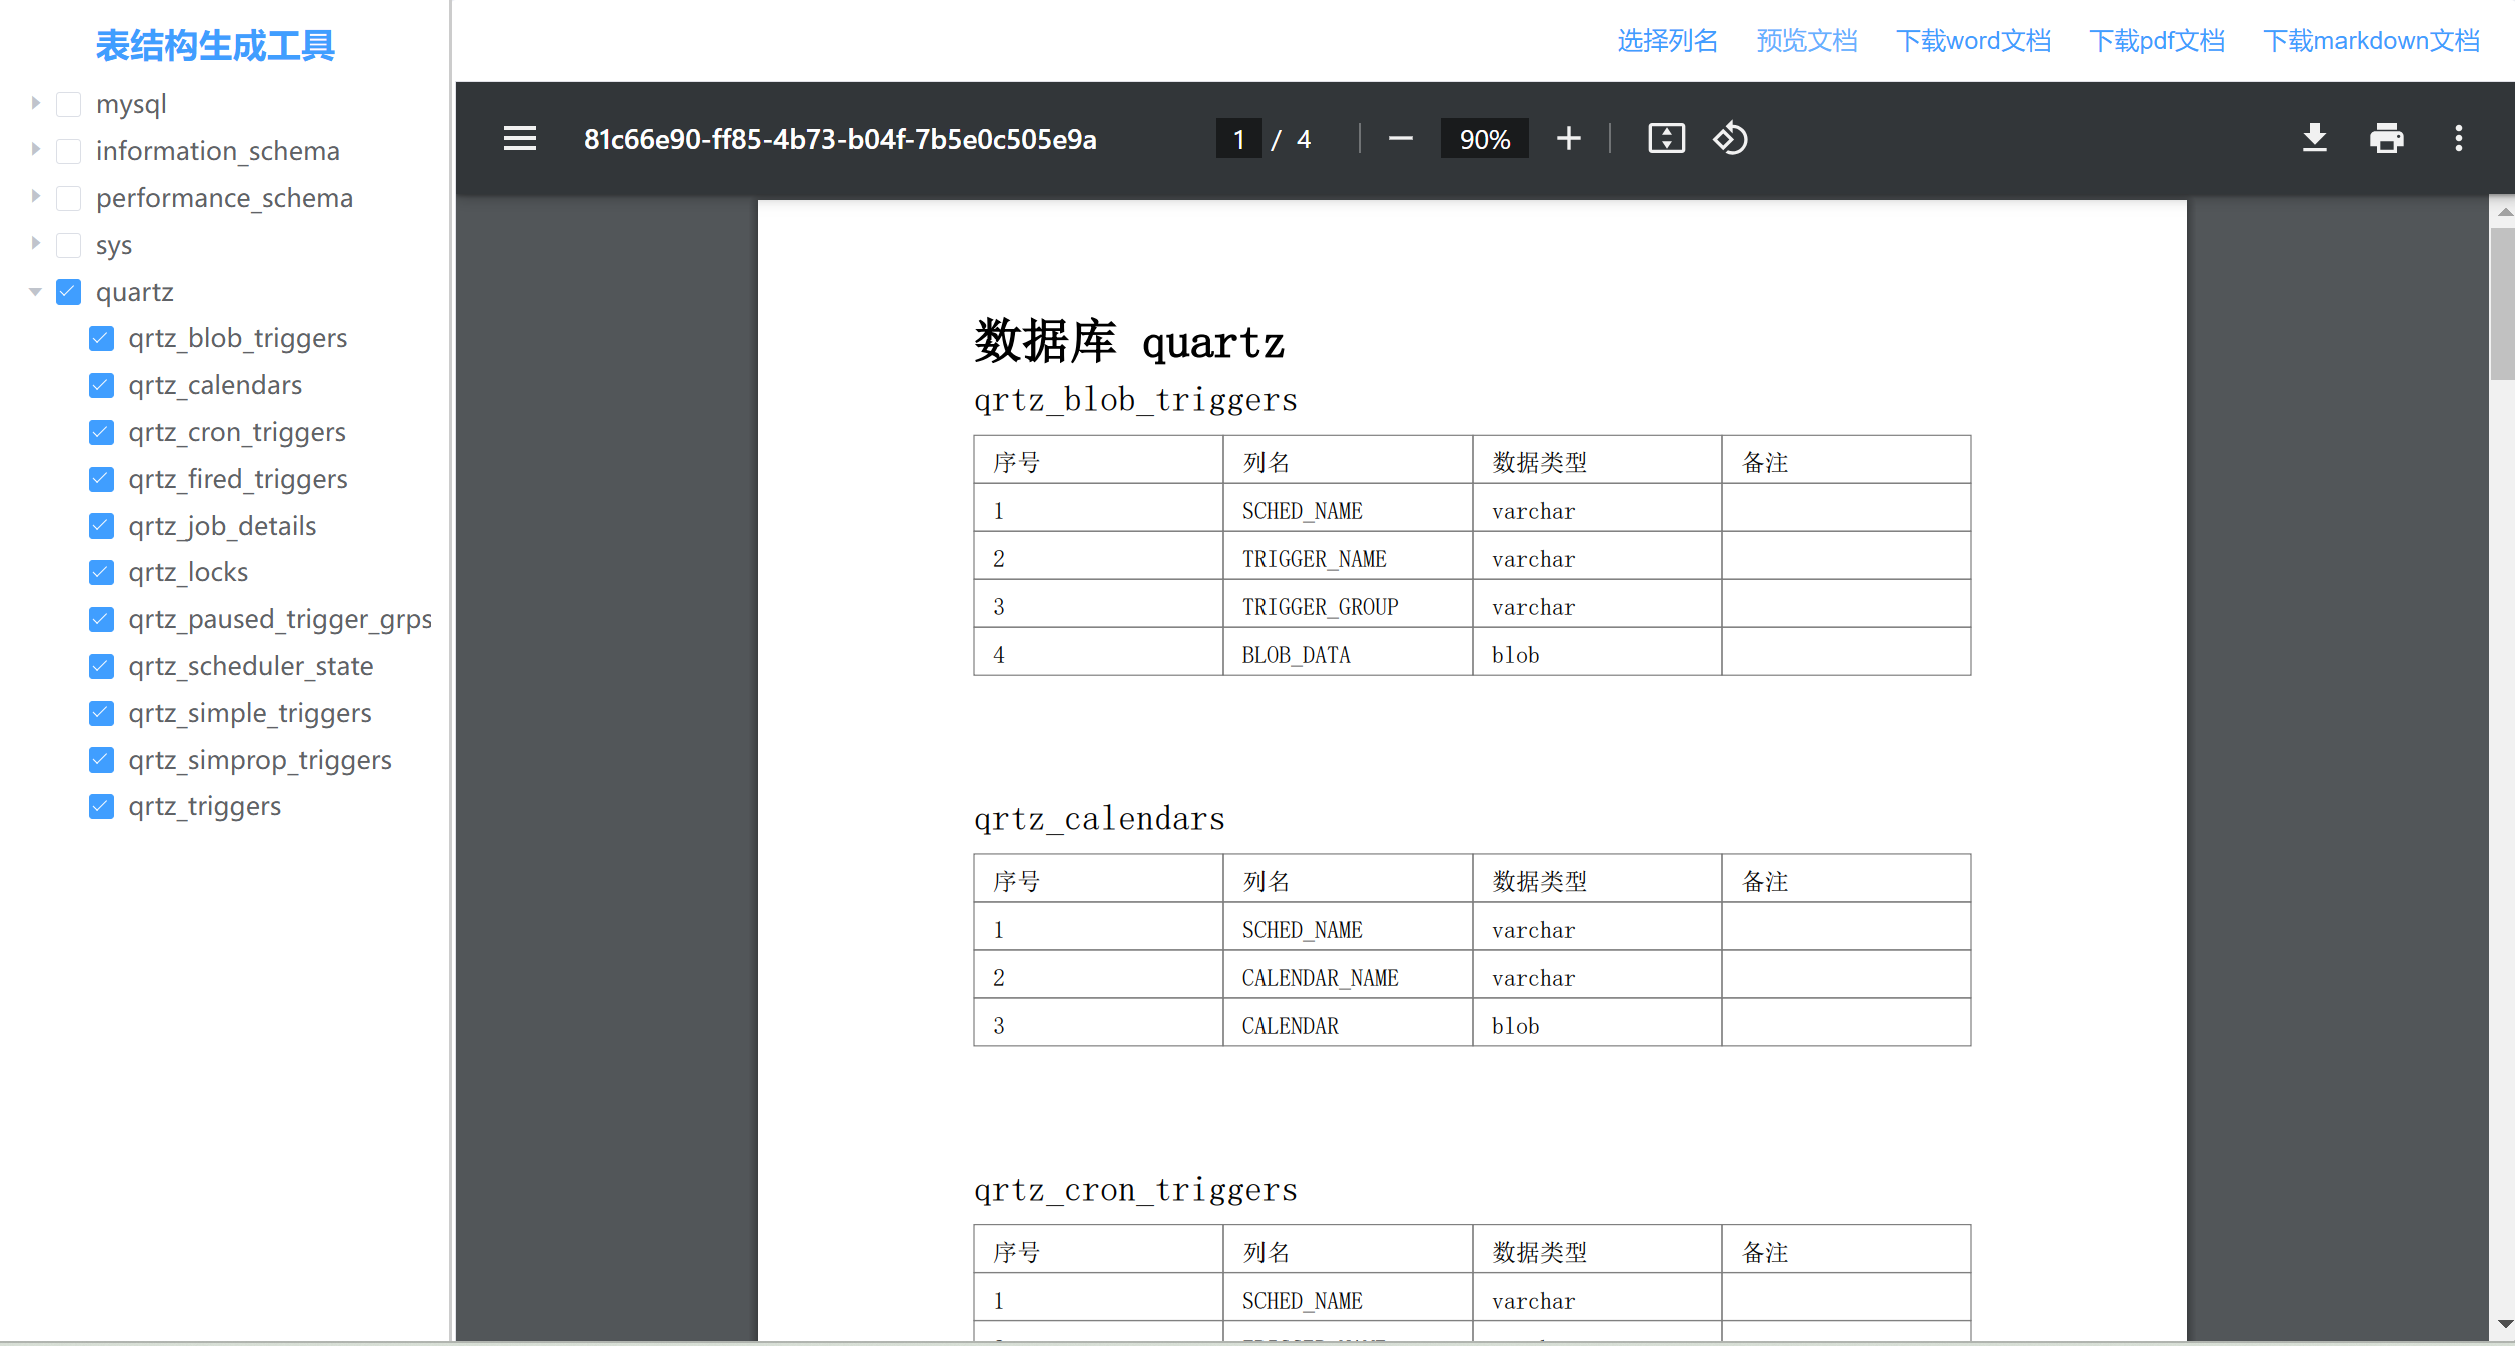 表结构生成工具
选择列名 预览文档 下载word文档 下载pdf文档 下载markdown文档
mysql
information_schema
performance_schema
sys
quartz
qrtz_blob_triggers
qrtz_calendars
qrtz_cron_triggers
qrtz_fired_triggers
qrtz_job_details
qrtz_locks
qrtz_paused_trigger_grps
qrtz_scheduler_state
qrtz_simple_triggers
qrtz_simprop_triggers
qrtz_triggers
81c66e90-ff85-4b73-b04f-7b5e0c505e9a 1 / 4 90%
数据库 quartz
qrtz_blob_triggers
序号 列名 数据类型 备注
1 SCHED_NAME varchar
2 TRIGGER_NAME varchar
3 TRIGGER_GROUP varchar
4 BLOB_DATA blob
qrtz_calendars
序号 列名 数据类型 备注
1 SCHED_NAME varchar
2 CALENDAR_NAME varchar
3 CALENDAR blob
qrtz_cron_triggers
序号 列名 数据类型 备注
1 SCHED_NAME varchar